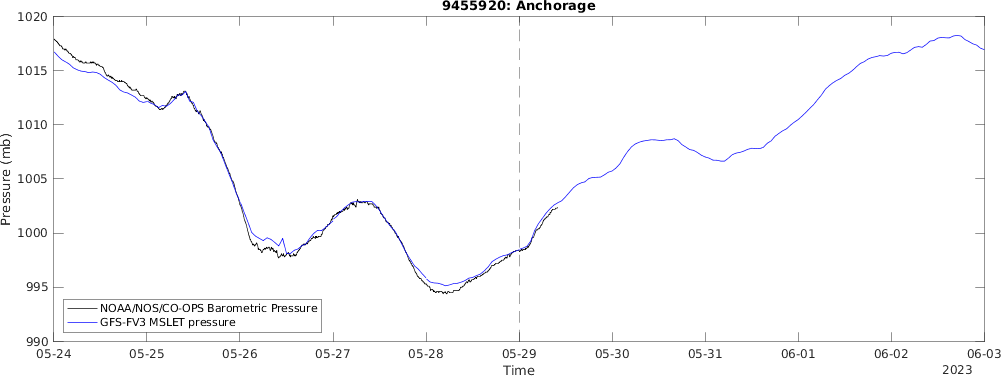 9455920: Anchorage
Pressure (mb)
1020
1015
1010
1005
1000
995
990
NOAA/NOS/CO-OPS Barometric Pressure
GFS-FV3 MSLET pressure
05-24 05-25 05-26 05-27 05-28 05-29 05-30 05-31 06-01 06-02 06-03
Time
2023